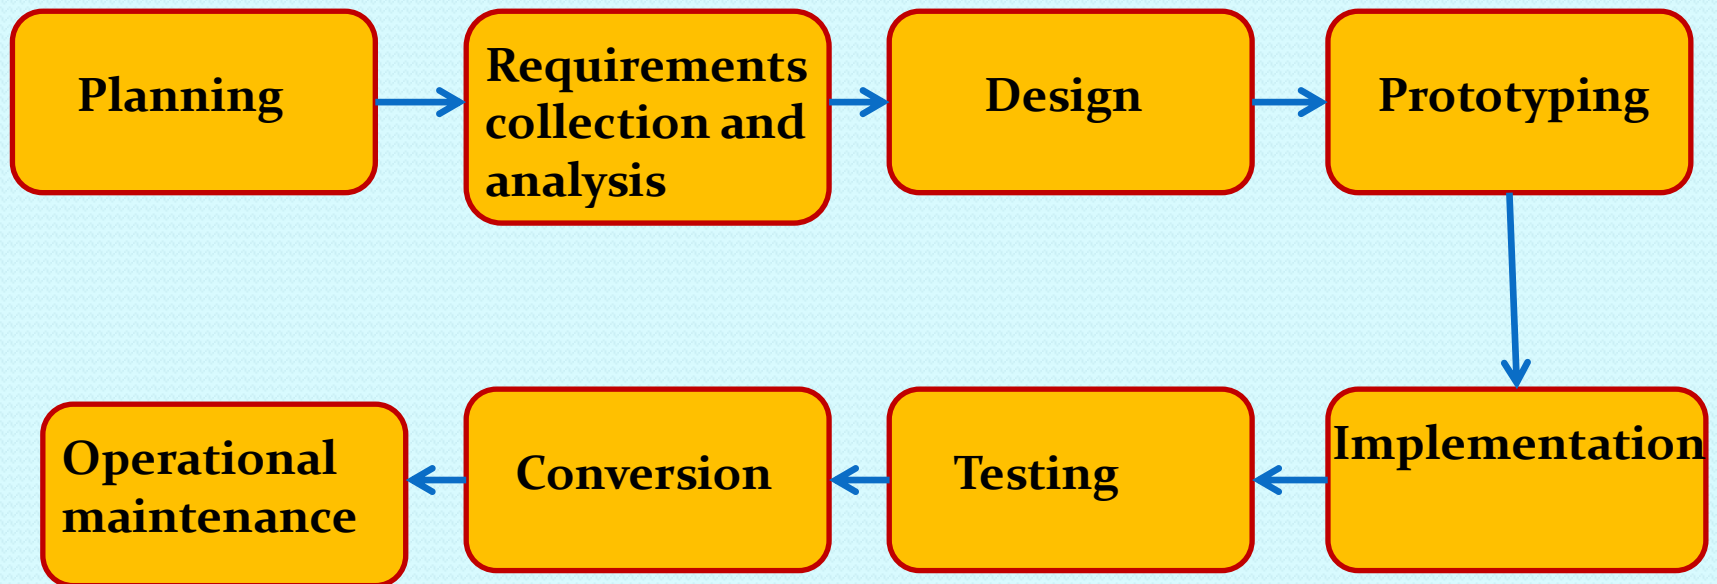 Planning
Requirements
collection and
analysis
Design
Prototyping
Implementation
Testing
Conversion
Operational
maintenance